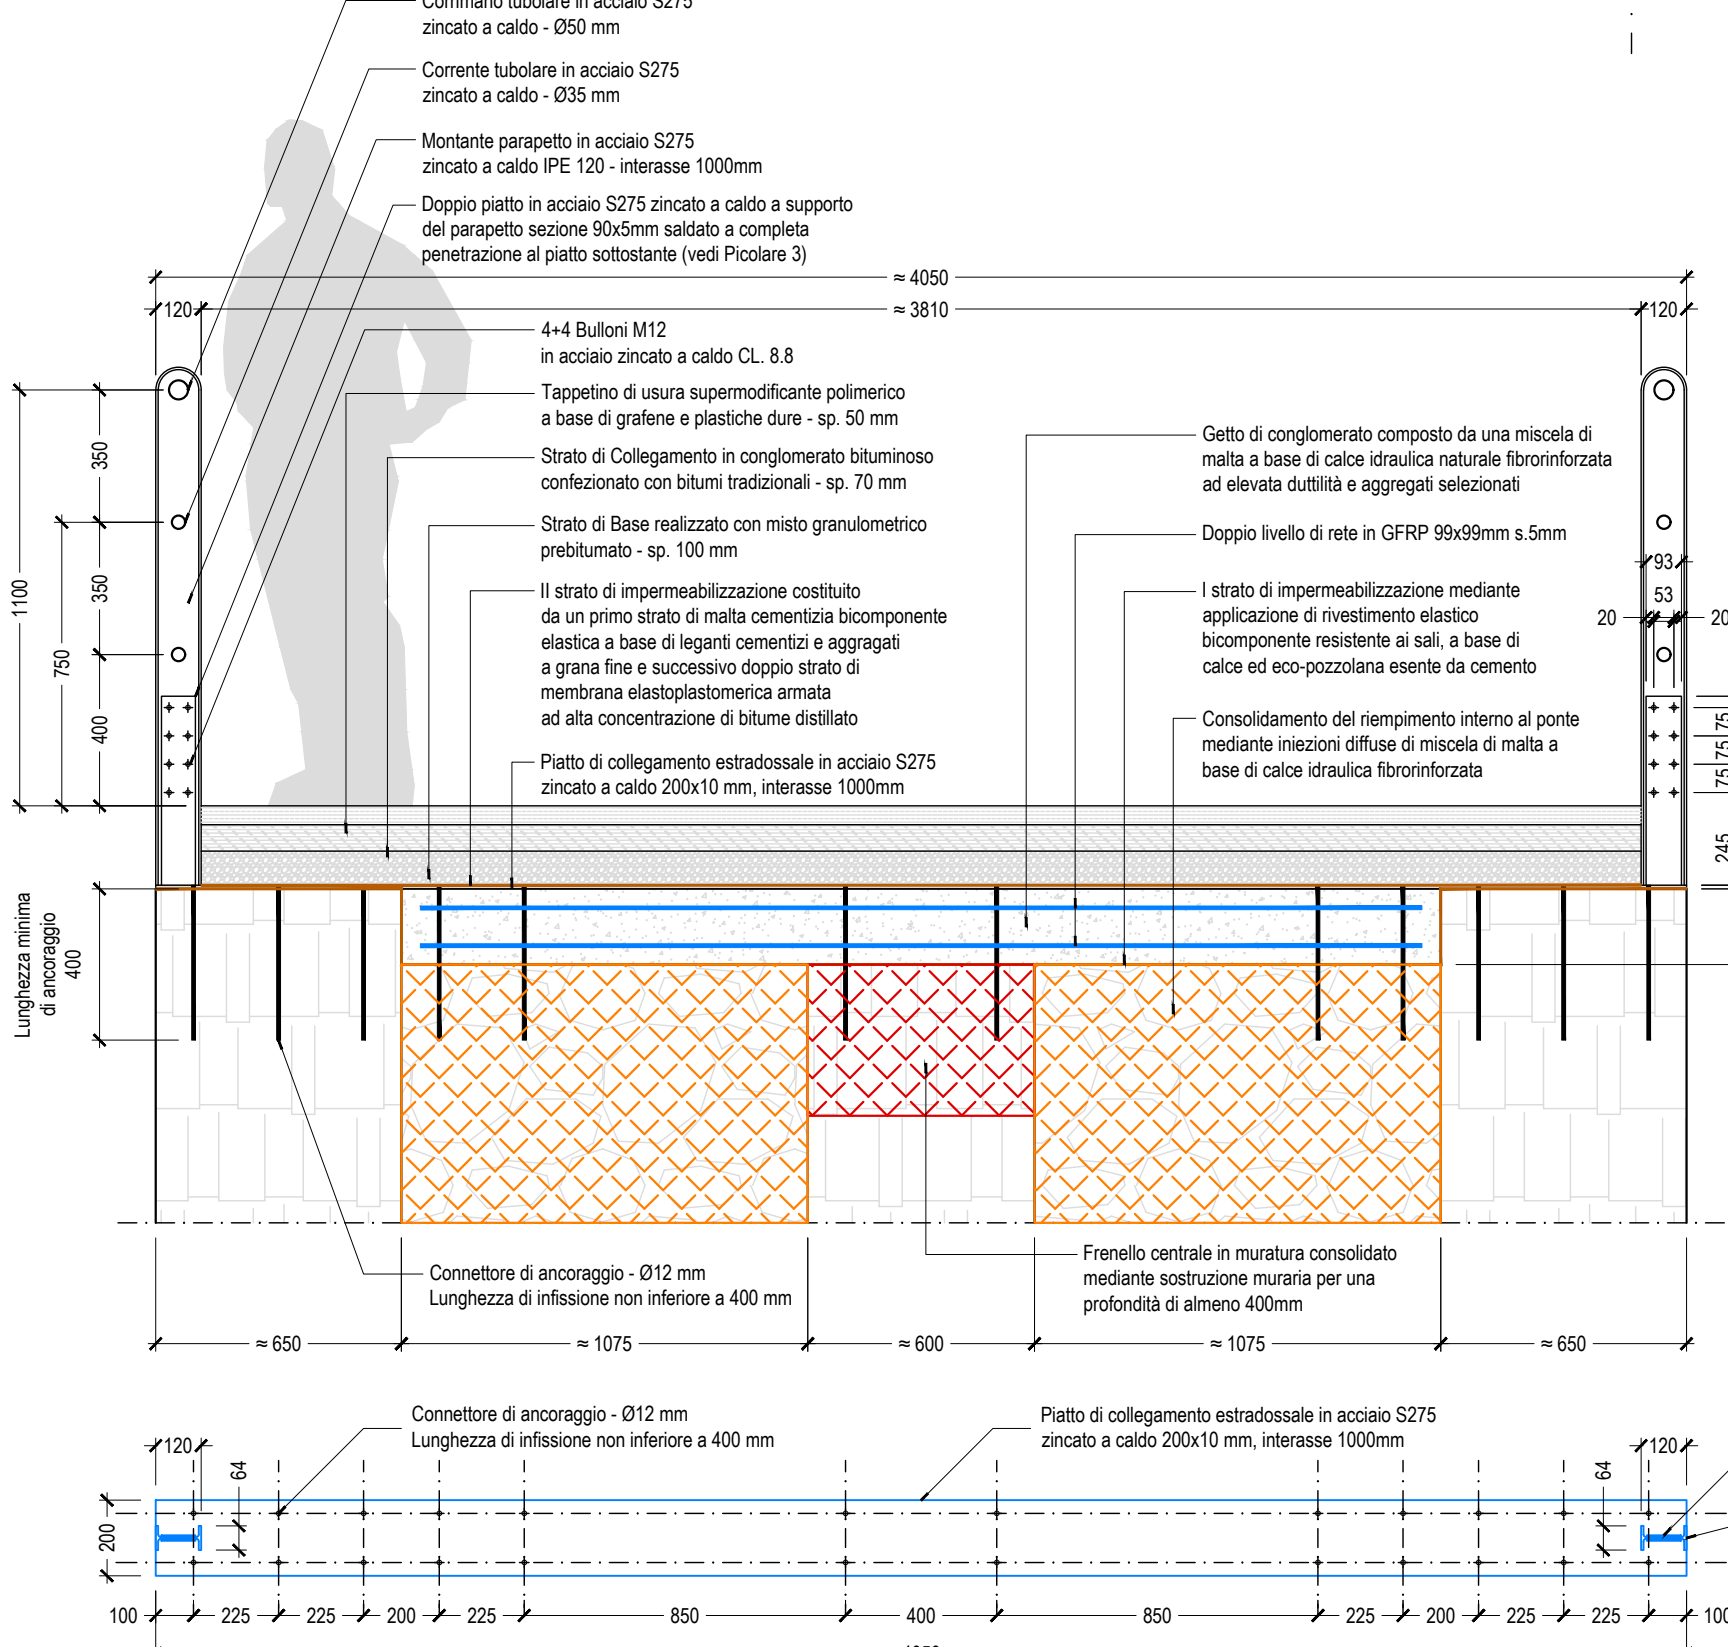 Corrimano tubolare in acciaio S275
zincato a caldo - Ø50 mm
Corrente tubolare in acciaio S275
zincato a caldo - Ø35 mm
Montante parapetto in acciaio S275
zincato a caldo IPE 120 - interasse 1000mm
Doppio piatto in acciaio S275 zincato a caldo a supporto
del parapetto sezione 90x5mm saldato a completa
penetrazione al piatto sottostante (vedi Picolare 3)
≈ 4050
120
≈ 3810
120
4+4 Bulloni M12
in acciaio zincato a caldo CL. 8.8
Tappetino di usura supermodificante polimerico
a base di grafene e plastiche dure - sp. 50 mm
Strato di Collegamento in conglomerato bituminoso
confezionato con bitumi tradizionali - sp. 70 mm
Strato di Base realizzato con misto granulometrico
prebitumato - sp. 100 mm
II strato di impermeabilizzazione costituito
da un primo strato di malta cementizia bicomponente
elastica a base di leganti cementizi e aggragati
a grana fine e successivo doppio strato di
membrana elastoplastomerica armata
ad alta concentrazione di bitume distillato
Piatto di collegamento estradossale in acciaio S275
zincato a caldo 200x10 mm, interasse 1000mm
Getto di conglomerato composto da una miscela di
malta a base di calce idraulica naturale fibrorinforzata
ad elevata duttilità e aggregati selezionati
Doppio livello di rete in GFRP 99x99mm s.5mm
I strato di impermeabilizzazione mediante
applicazione di rivestimento elastico
bicomponente resistente ai sali, a base di
calce ed eco-pozzolana esente da cemento
Consolidamento del riempimento interno al ponte
mediante iniezioni diffuse di miscela di malta a
base di calce idraulica fibrorinforzata
1100
750
350
350
400
93
53
20
20
75
75
75
245
Lunghezza minima
di ancoraggio
400
Connettore di ancoraggio - Ø12 mm
Lunghezza di infissione non inferiore a 400 mm
Frenello centrale in muratura consolidato
mediante sostruzione muraria per una
profondità di almeno 400mm
≈ 650
≈ 1075
≈ 600
≈ 1075
≈ 650
Connettore di ancoraggio - Ø12 mm
Lunghezza di infissione non inferiore a 400 mm
Piatto di collegamento estradossale in acciaio S275
zincato a caldo 200x10 mm, interasse 1000mm
120
64
200
64
120
100
225
225
200
225
850
400
850
225
200
225
225
100